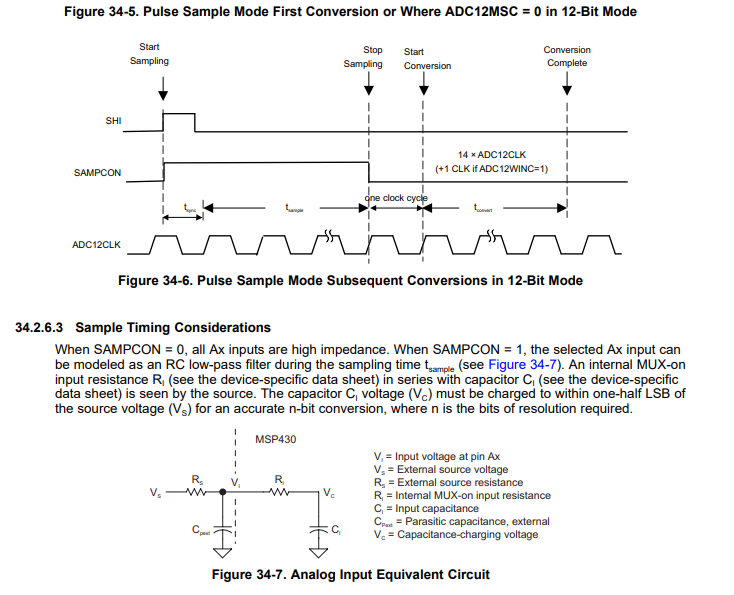 Figure 34-5. Pulse Sample Mode First Conversion or Where ADC12MSC = 0 in 12-Bit Mode
Start
Sampling
Stop
Sampling
Start
Conversion
Conversion
Complete
SHI
14 × ADC12CLK
(+1 CLK if ADC12WINC=1)
SAMPCON
tsync
tsample
one clock cycle
tconvert
ADC12CLK
Figure 34-6. Pulse Sample Mode Subsequent Conversions in 12-Bit Mode
34.2.6.3 Sample Timing Considerations
When SAMPCON = 0, all Ax inputs are high impedance. When SAMPCON = 1, the selected Ax input can
be modeled as an RC low-pass filter during the sampling time tsample (see Figure 34-7). An internal MUX-on
input resistance RI (see the device-specific data sheet) in series with capacitor CI (see the device-specific
data sheet) is seen by the source. The capacitor CI voltage (VC) must be charged to within one-half LSB of
the source voltage (VS) for an accurate n-bit conversion, where n is the bits of resolution required.
MSP430
RS
VI
RI
VS
VC
Cpext
CI
VI = Input voltage at pin Ax
VS = External source voltage
RS = External source resistance
RI = Internal MUX-on input resistance
CI = Input capacitance
CPext = Parasitic capacitance, external
VC = Capacitance-charging voltage
Figure 34-7. Analog Input Equivalent Circuit